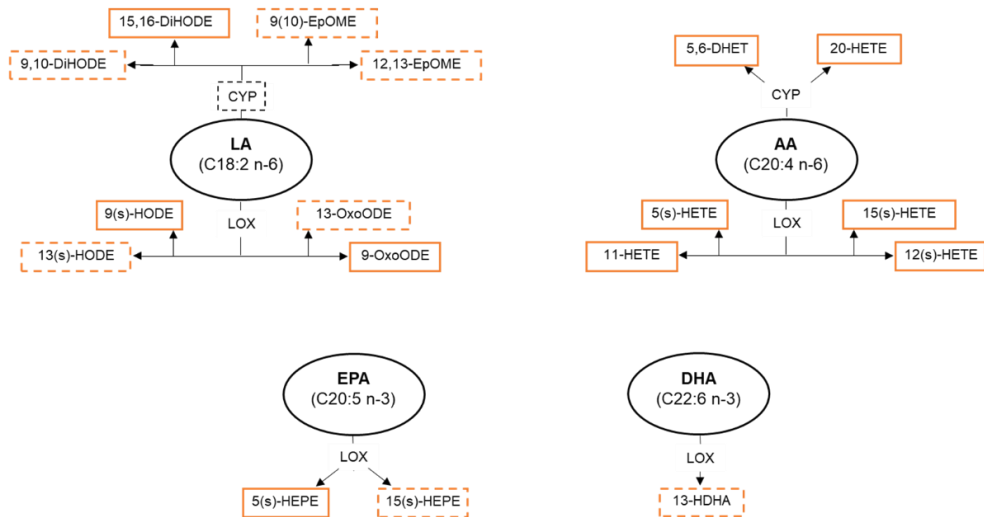 15,16-DiHODE
9(10)-EpOME
9,10-DiHODE
12,13-EpOME
CYP
LA
(C18:2 n-6)
LOX
9(s)-HODE
13-OxoODE
13(s)-HODE
9-OxoODE
5,6-DHET
20-HETE
CYP
AA
(C20:4 n-6)
LOX
5(s)-HETE
15(s)-HETE
11-HETE
12(s)-HETE
EPA
(C20:5 n-3)
LOX
5(s)-HEPE
15(s)-HEPE
DHA
(C22:6 n-3)
LOX
13-HDHA